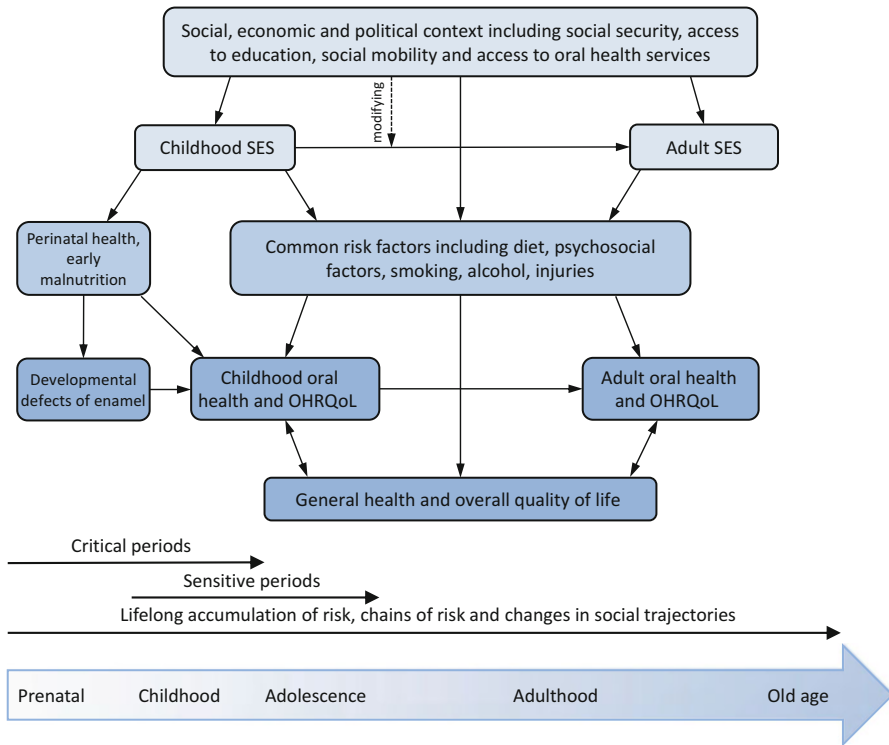 Social, economic and political context including social security, access
to education, social mobility and access to oral health services
modifying
Childhood SES
Adult SES
Perinatal health,
early
malnutrition
Common risk factors including diet, psychosocial
factors, smoking, alcohol, injuries
Developmental
defects of enamel
Childhood oral
health and OHRQoL
Adult oral health
and OHRQoL
General health and overall quality of life
Critical periods
Sensitive periods
Lifelong accumulation of risk, chains of risk and changes in social trajectories
Prenatal Childhood Adolescence Adulthood Old age